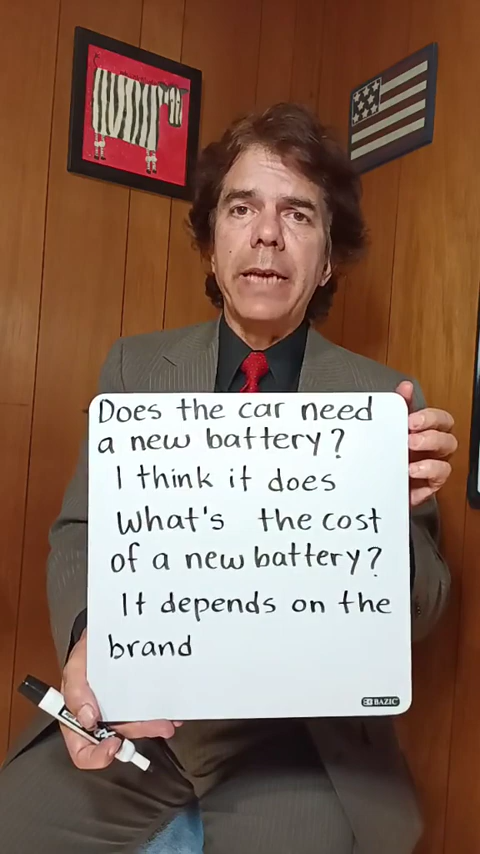 Does the car need
a new battery?
I think it does
What's the cost
of a new battery?
It depends on the
brand
BAZIC